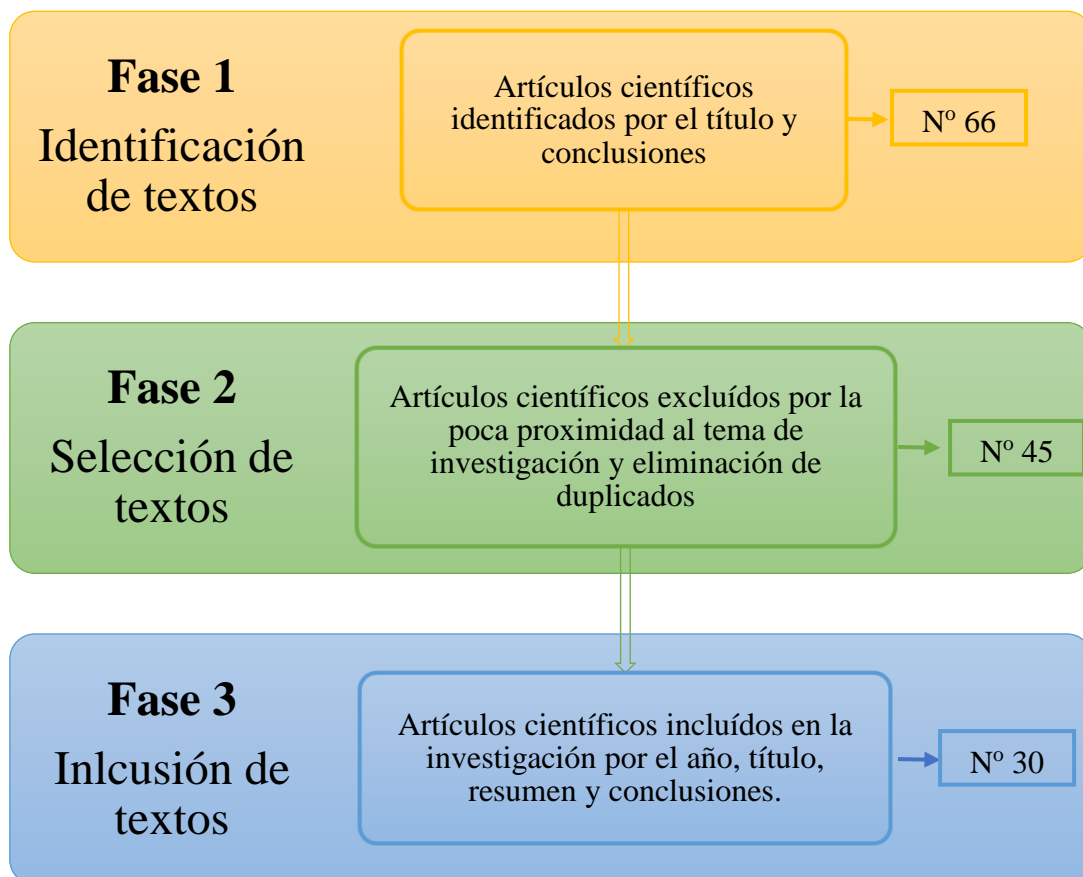 Fase 1
Identificación
de textos
Artículos científicos
identificados por el título y
conclusiones
Nº 66
Fase 2
Selección de
textos
Artículos científicos excluídos por la
poca proximidad al tema de
investigación y eliminación de
duplicados
Nº 45
Fase 3
Inlcusión de
textos
Artículos científicos incluídos en la
investigación por el año, título,
resumen y conclusiones.
Nº 30